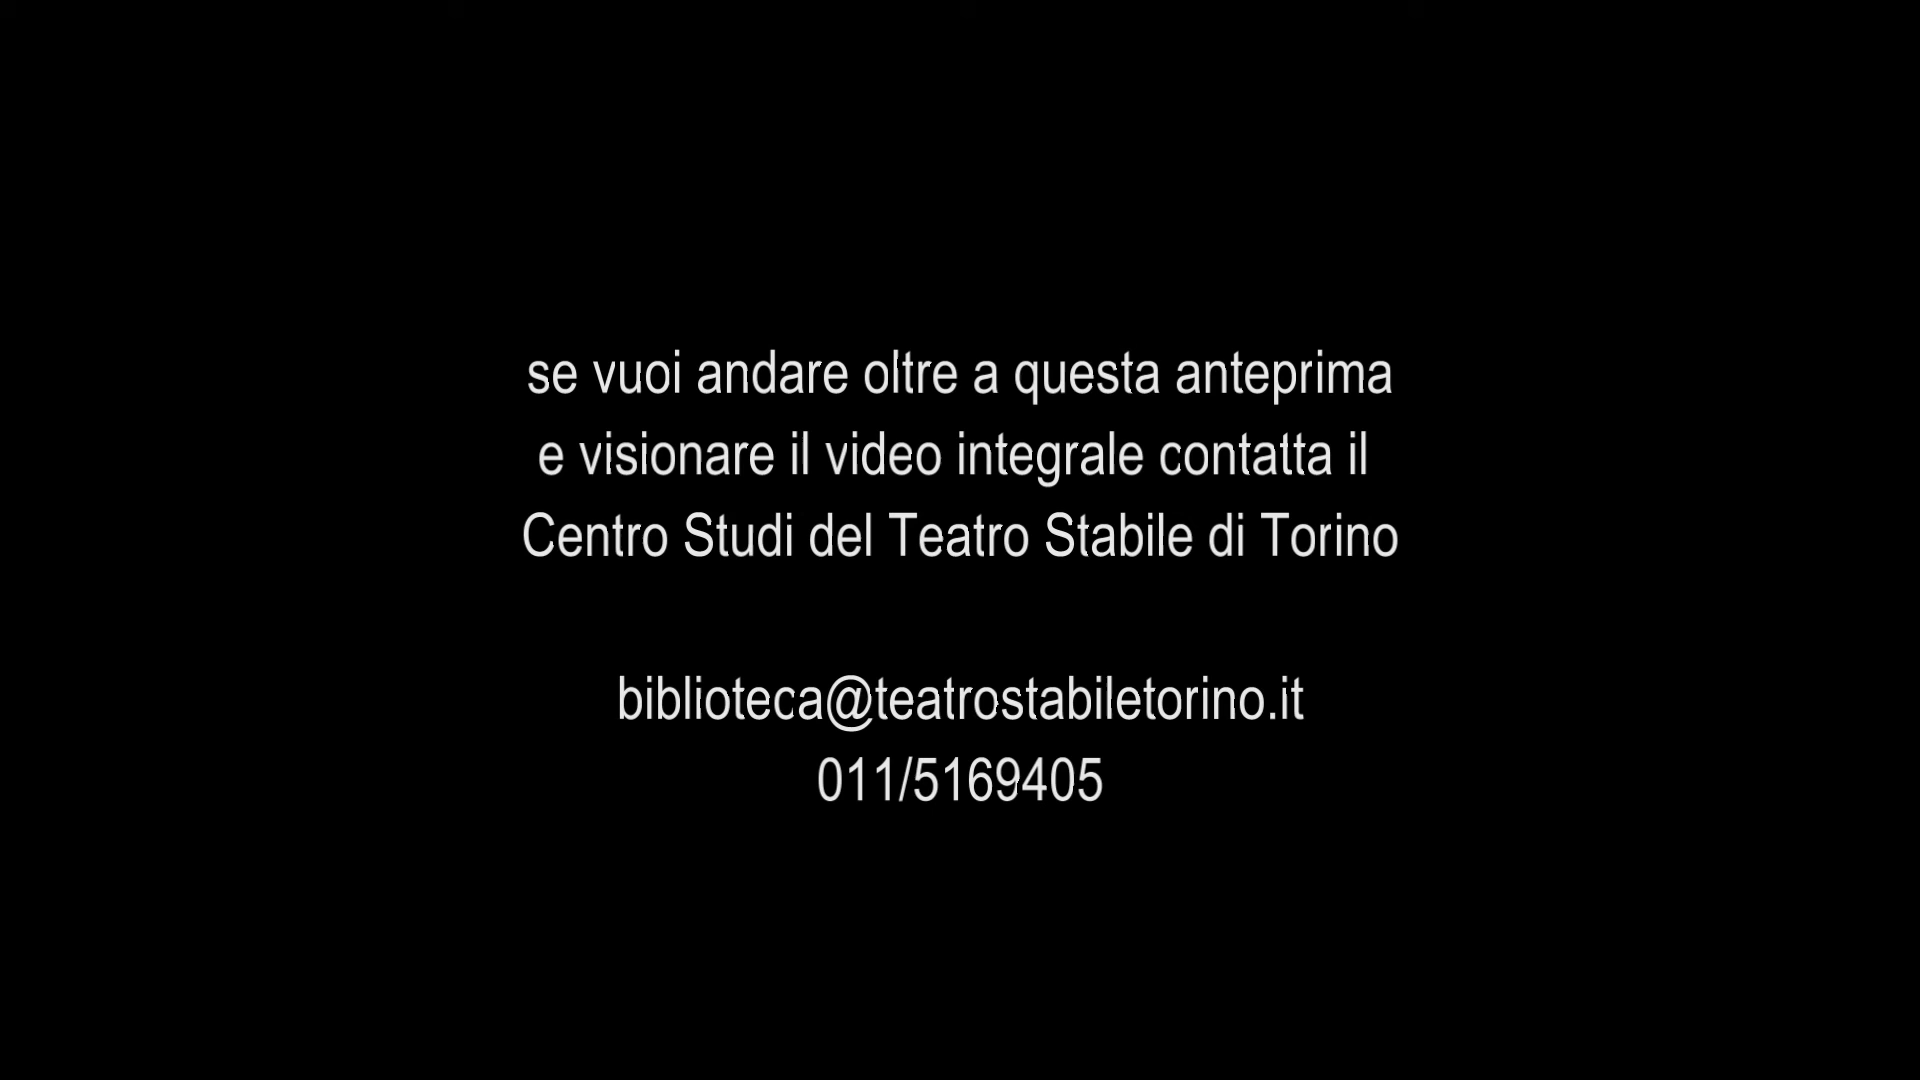 se vuoi andare oltre a questa anteprima
e visionare il video integrale contatta il
Centro Studi del Teatro Stabile di Torino
biblioteca@teatrostabiletorino.it
011/5169405